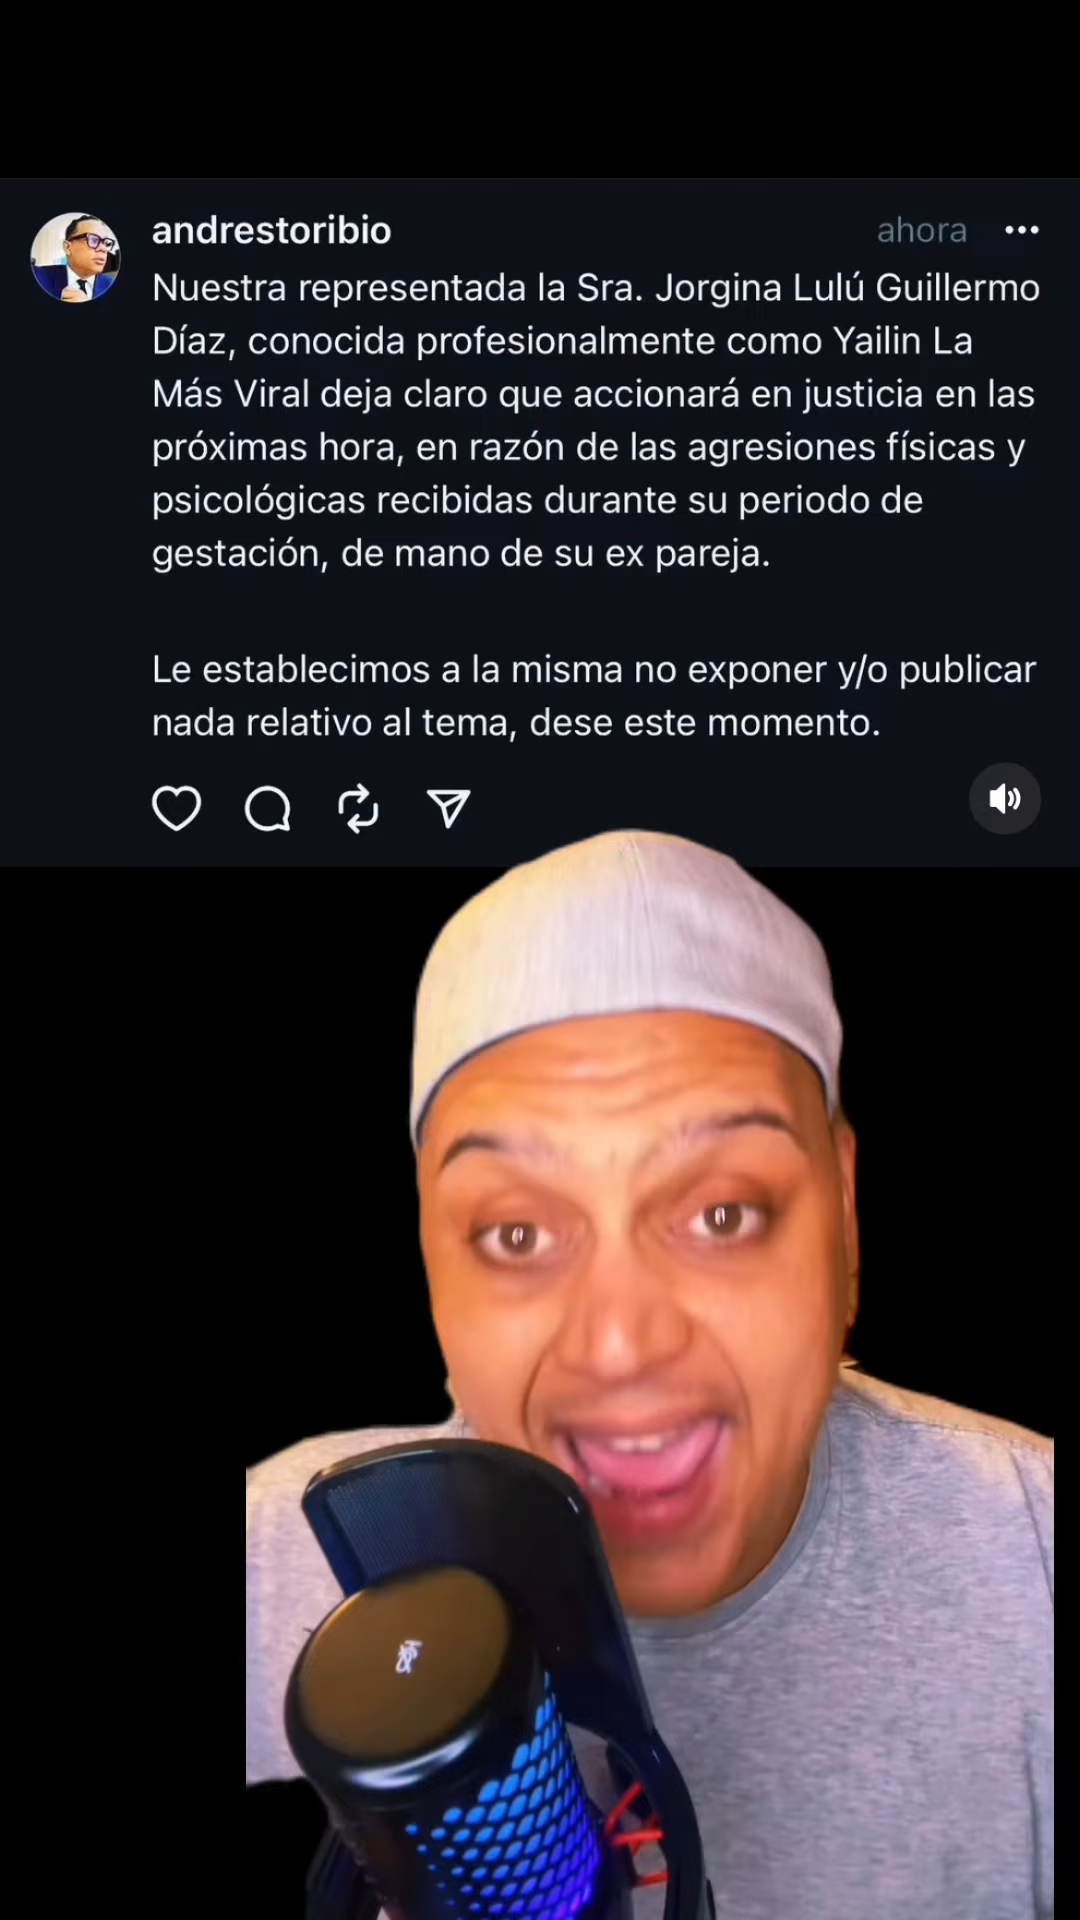 andrestoribio
ahora
Nuestra representada la Sra. Jorgina Lulú Guillermo
Díaz, conocida profesionalmente como Yailin La
Más Viral deja claro que accionará en justicia en las
próximas hora, en razón de las agresiones físicas y
psicológicas recibidas durante su periodo de
gestación, de mano de su ex pareja.
Le establecimos a la misma no exponer y/o publicar
nada relativo al tema, dese este momento.